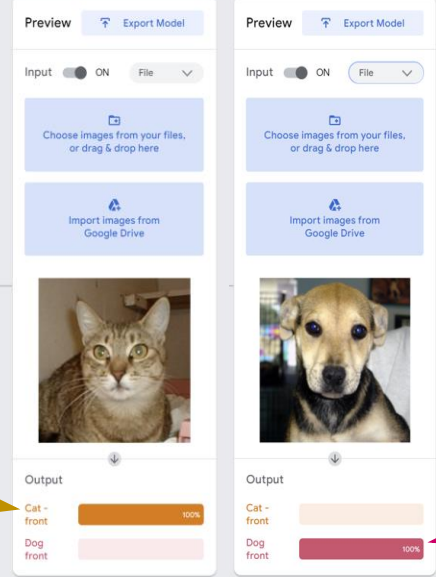 Preview Export Model
Input ON File
Choose images from your files,
or drag & drop here
Import images from
Google Drive
Output
Cat -
front
100%
Dog
front
Preview Export Model
Input ON File
Choose images from your files,
or drag & drop here
Import images from
Google Drive
Output
Cat -
front
Dog
front
100%